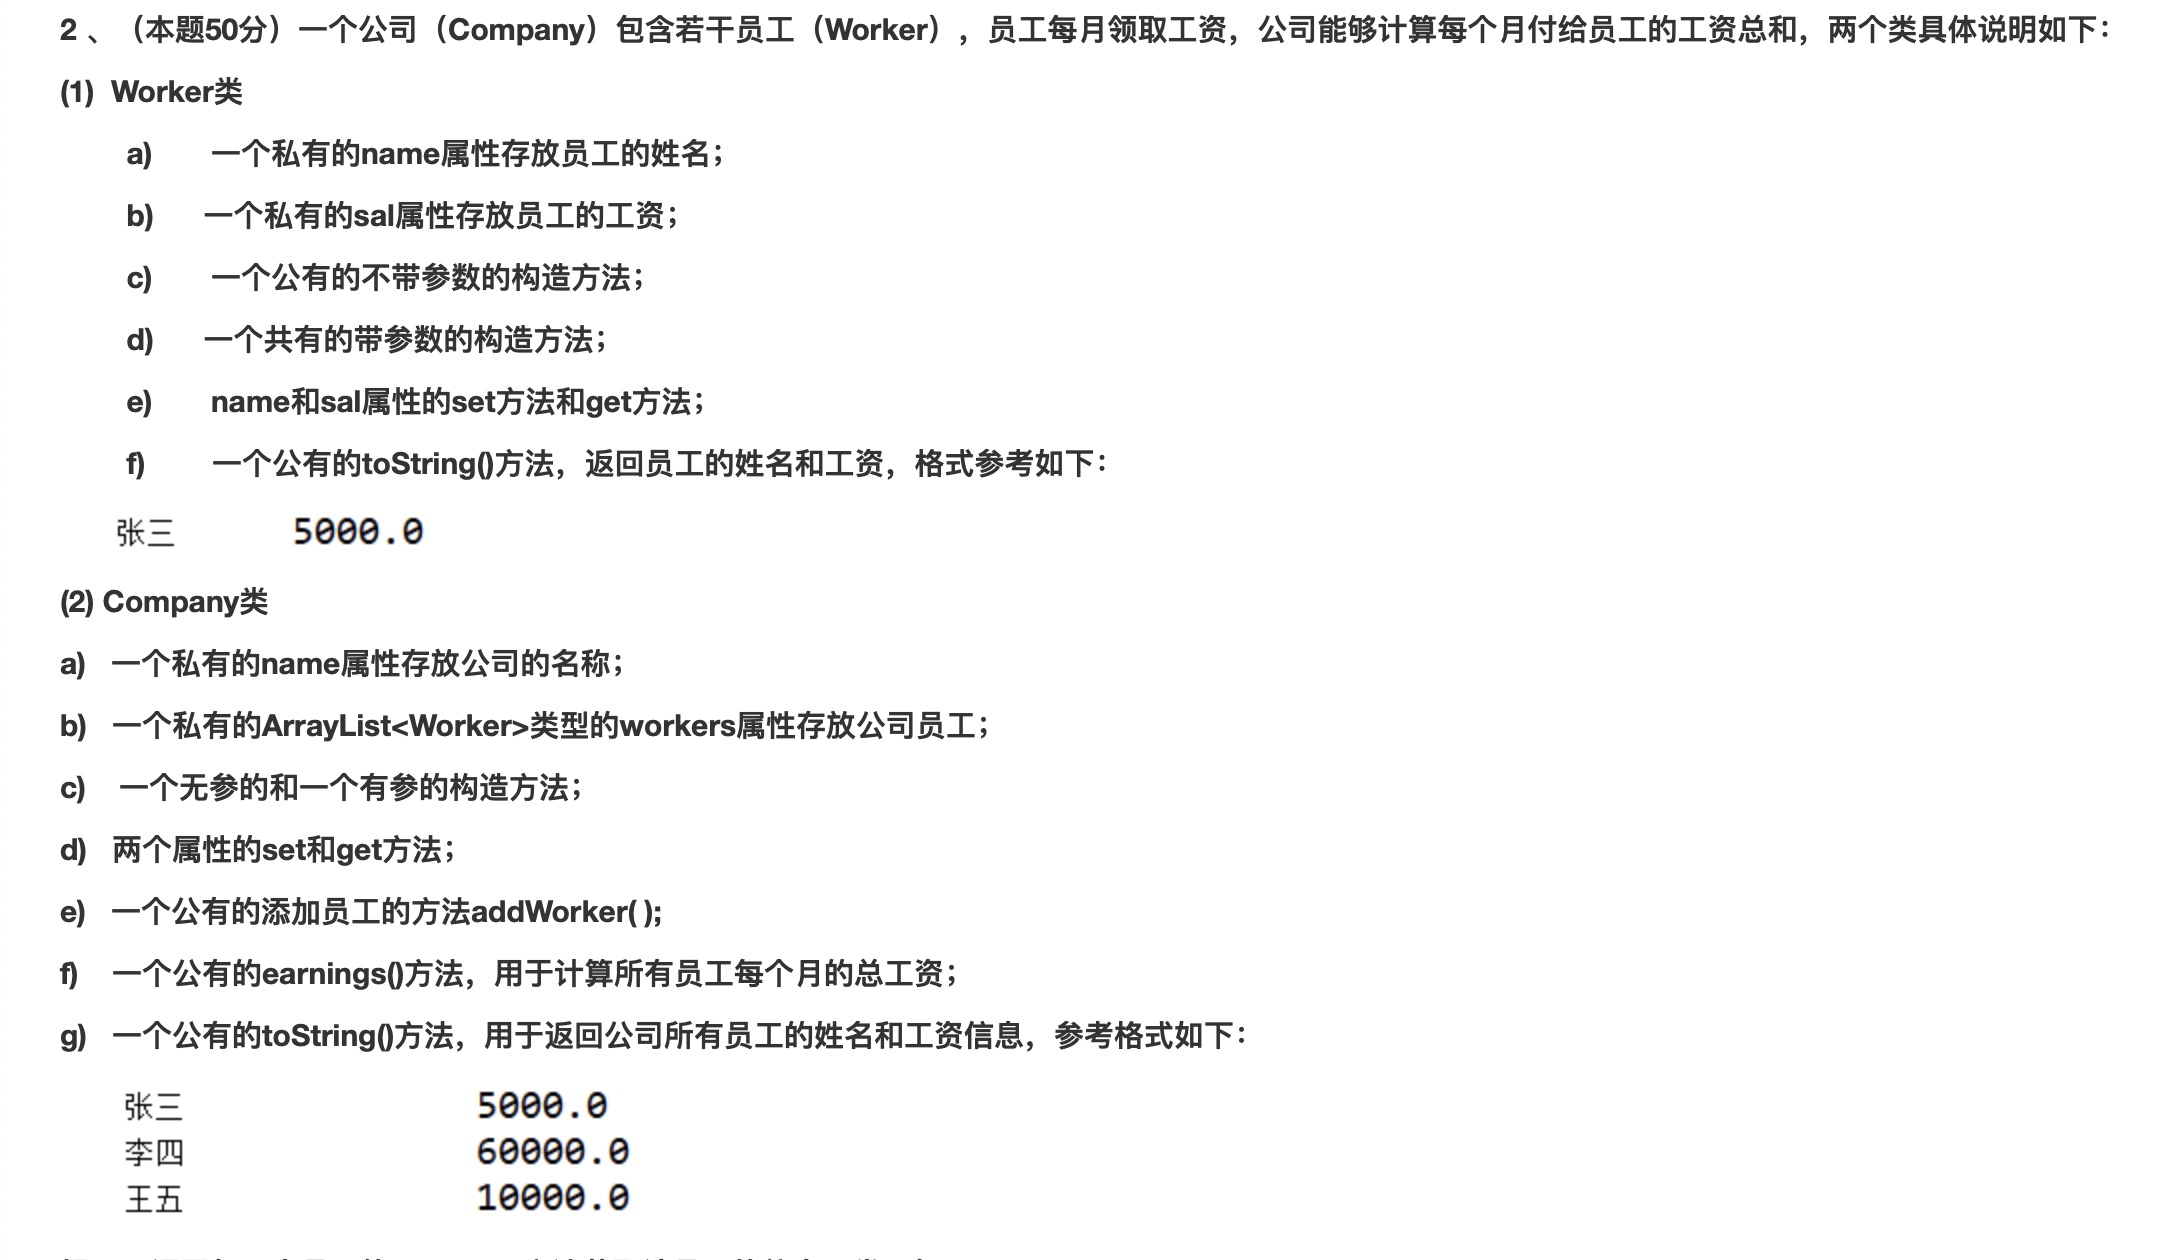 2 、（本题50分）一个公司（Company）包含若干员工（Worker），员工每月领取工资，公司能够计算每个月付给员工的工资总和，两个类具体说明如下：
(1) Worker类
a) 一个私有的name属性存放员工的姓名；
b) 一个私有的sal属性存放员工的工资；
c) 一个公有的不带参数的构造方法；
d) 一个共有的带参数的构造方法；
e) name和sal属性的set方法和get方法；
f) 一个公有的toString()方法，返回员工的姓名和工资，格式参考如下：
张三 5000.0
(2) Company类
a) 一个私有的name属性存放公司的名称；
b) 一个私有的ArrayList<Worker>类型的workers属性存放公司员工；
c) 一个无参的和一个有参的构造方法；
d) 两个属性的set和get方法；
e) 一个公有的添加员工的方法addWorker( );
f) 一个公有的earnings()方法，用于计算所有员工每个月的总工资；
g) 一个公有的toString()方法，用于返回公司所有员工的姓名和工资信息，参考格式如下：
张三 5000.0
李四 60000.0
王五 10000.0